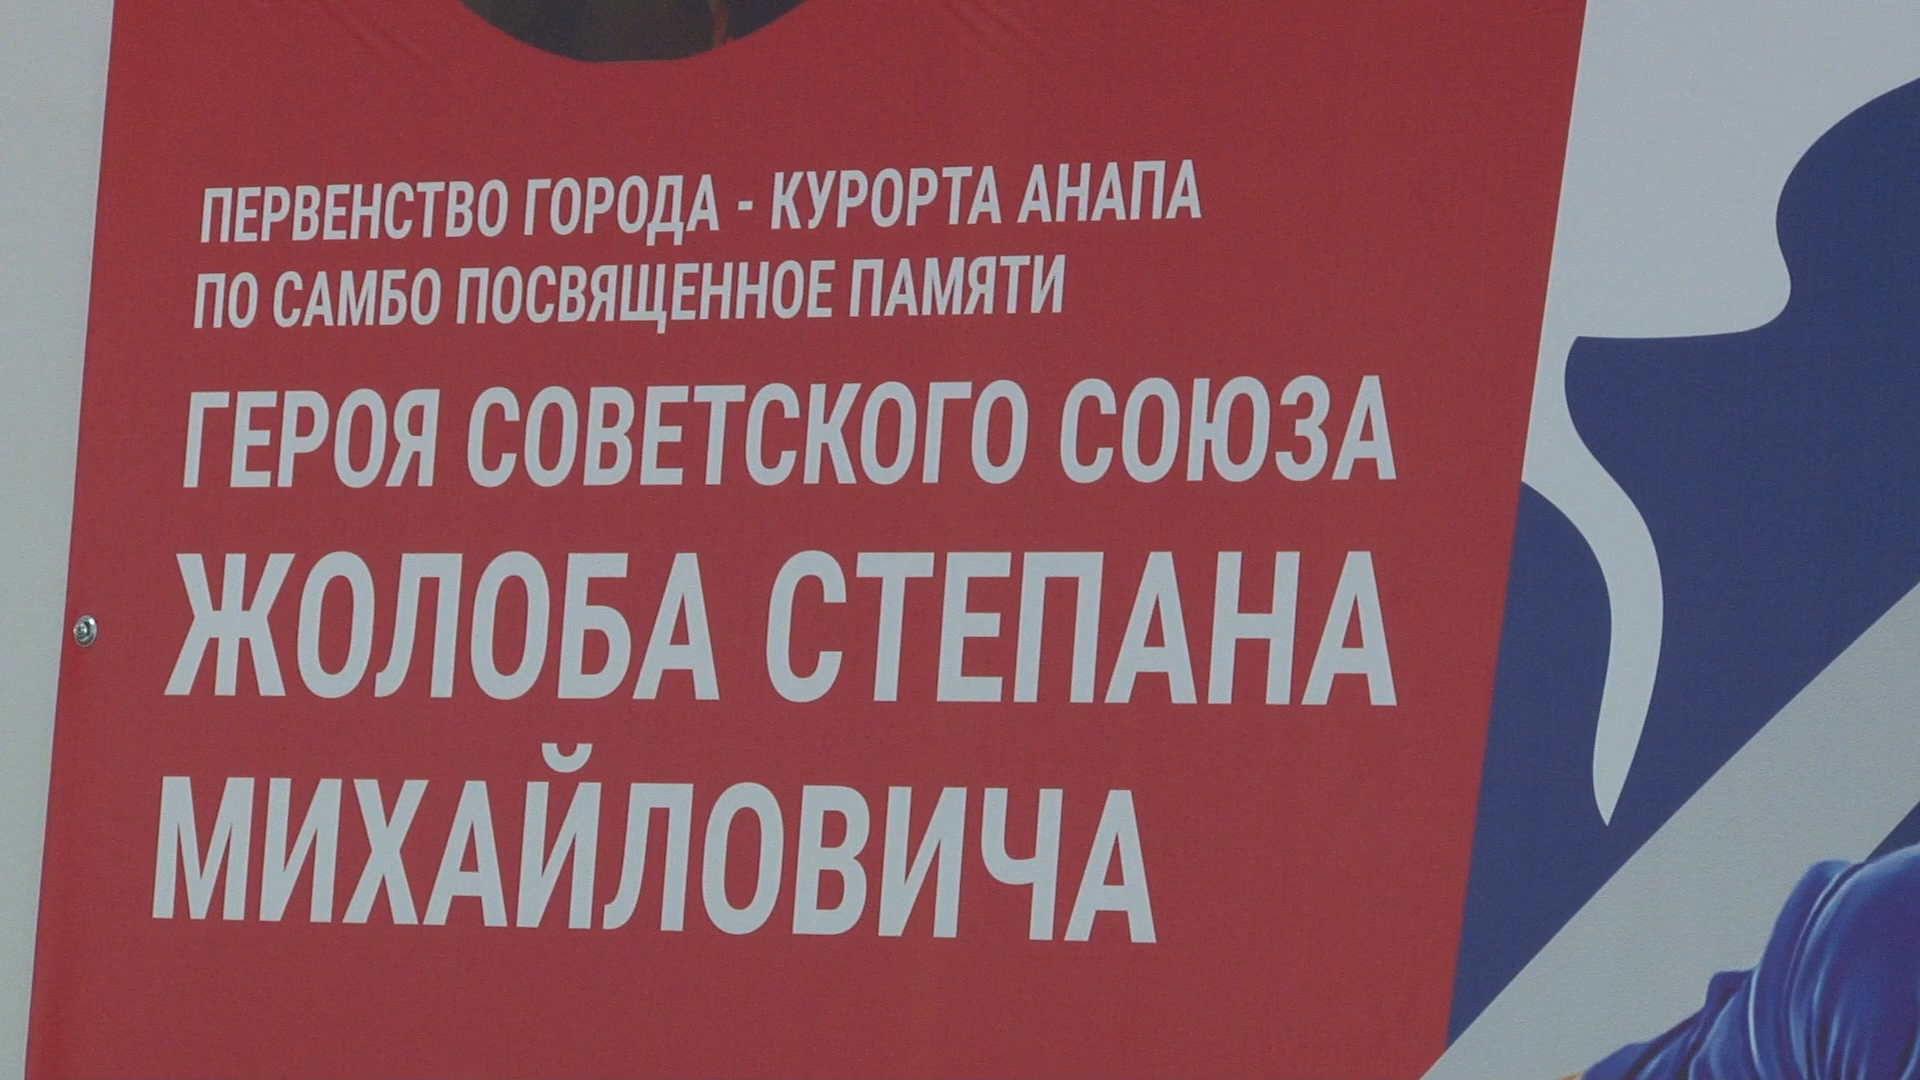 ПЕРВЕНСТВО ГОРОДА - КУРОРТА АНАПА
ПО САМБО ПОСВЯЩЕННОЕ ПАМЯТИ
ГЕРОЯ СОВЕТСКОГО СОЮЗА
ЖОЛОБА СТЕПАНА
МИХАЙЛОВИЧА